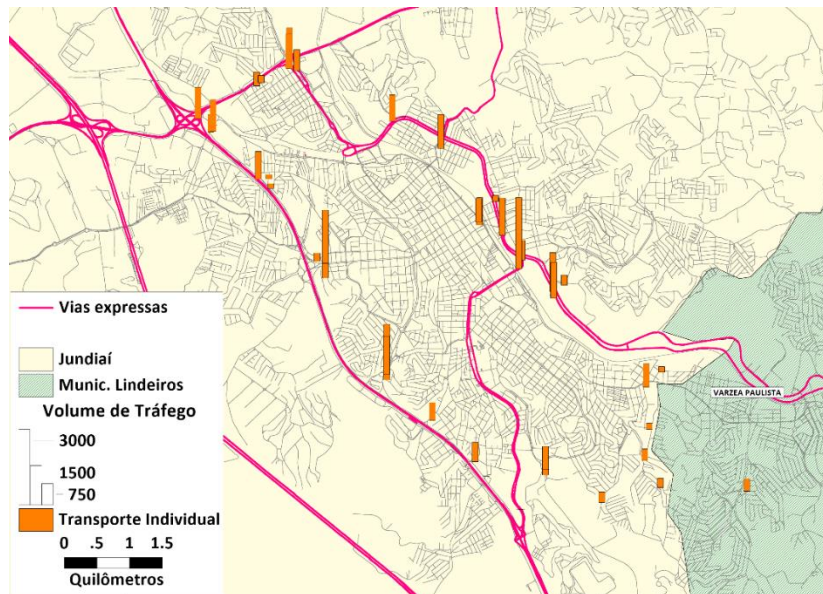 Vias expressas
Jundiaí
Munic. Lindeiros
Volume de Tráfego
3000
1500
750
Transporte Individual
0 .5 1 1.5
Quilômetros
VARZEA PAULISTA